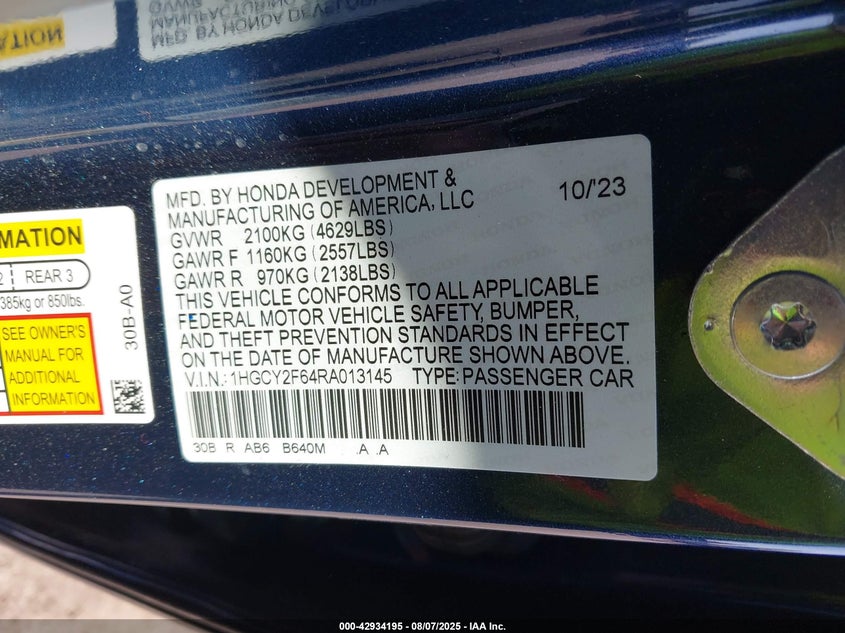 MFD. BY HONDA DEVELOPMENT &
MANUFACTURING OF AMERICA, LLC
10/'23
GVWR 2100KG (4629LBS)
GAWR F 1160KG (2557LBS)
GAWR R 970KG (2138LBS)
THIS VEHICLE CONFORMS TO ALL APPLICABLE
FEDERAL MOTOR VEHICLE SAFETY, BUMPER,
AND THEFT PREVENTION STANDARDS IN EFFECT
ON THE DATE OF MANUFACTURE SHOWN ABOVE.
V.I.N.: 1HGCY2F64RA013145 TYPE: PASSENGER CAR
30B R AB6 B640M .A .A
RMATION
2 REAR 3
385kg or 850lbs.
SEE OWNER'S
MANUAL FOR
ADDITIONAL
INFORMATION
30B-A0
000-42934195 - 08/07/2025 - IAA Inc.